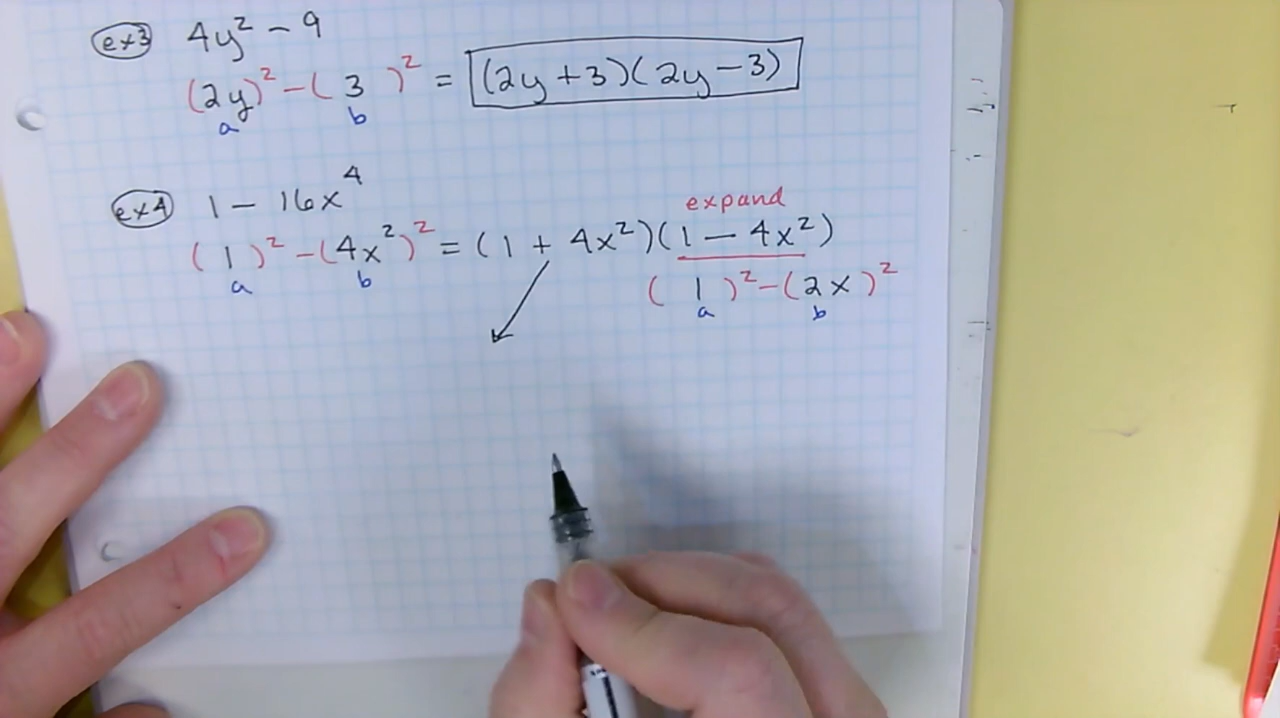 ex3 4y² - 9
(2y)² - (3)² = (2y + 3)(2y - 3)
a b
ex4 1 - 16x⁴
expand
(1)² - (4x²)² = (1 + 4x²)(1 - 4x²)
a b
(1)² - (2x)²
a b